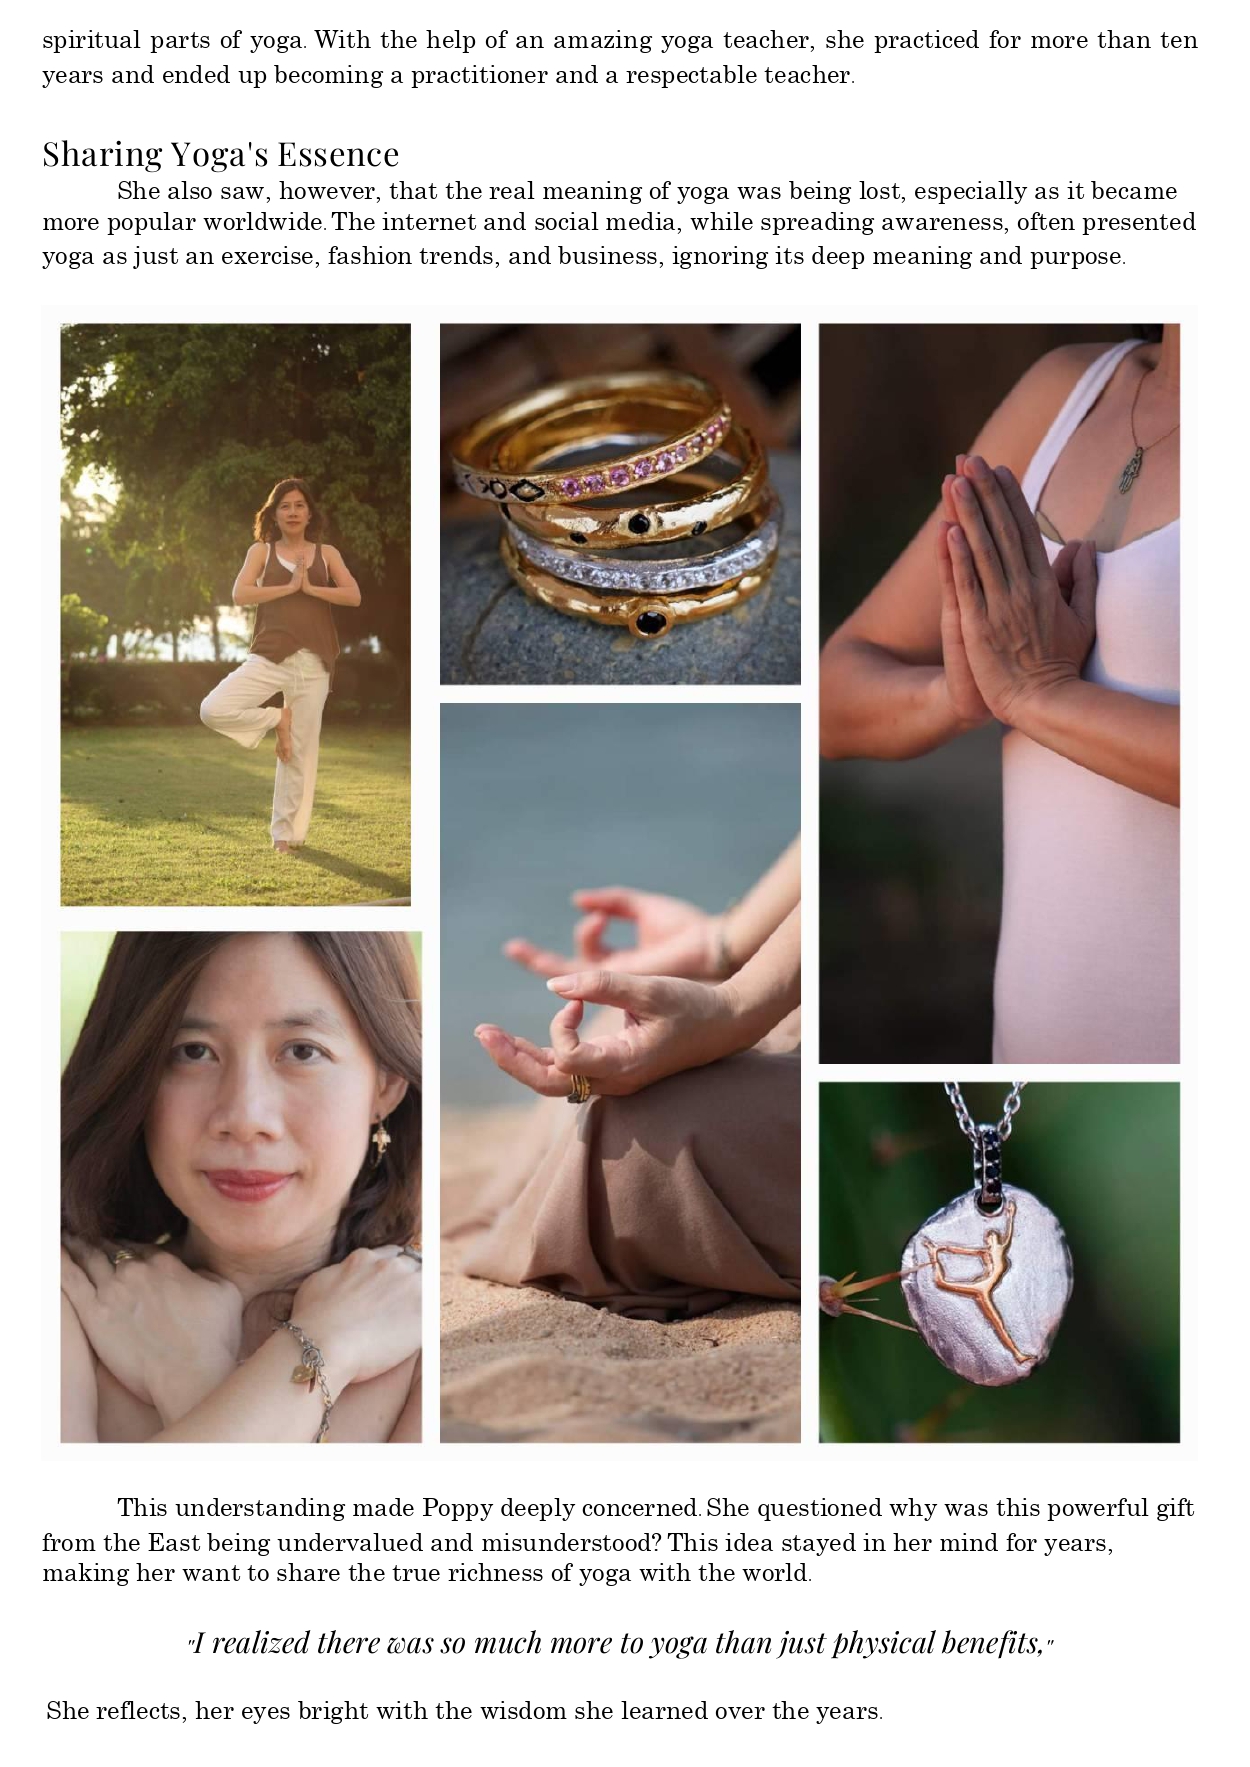 spiritual parts of yoga. With the help of an amazing yoga teacher, she practiced for more than ten
years and ended up becoming a practitioner and a respectable teacher.
Sharing Yoga's Essence
She also saw, however, that the real meaning of yoga was being lost, especially as it became
more popular worldwide. The internet and social media, while spreading awareness, often presented
yoga as just an exercise, fashion trends, and business, ignoring its deep meaning and purpose.
This understanding made Poppy deeply concerned. She questioned why was this powerful gift
from the East being undervalued and misunderstood? This idea stayed in her mind for years,
making her want to share the true richness of yoga with the world.
"I realized there was so much more to yoga than just physical benefits,"
She reflects, her eyes bright with the wisdom she learned over the years.